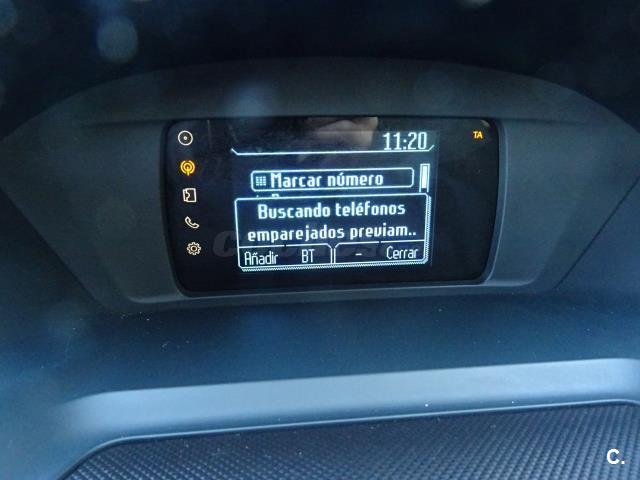 11:20
TA
Marcar número
Buscando teléfonos
emparejados previam..
Añadir BT - Cerrar
C.